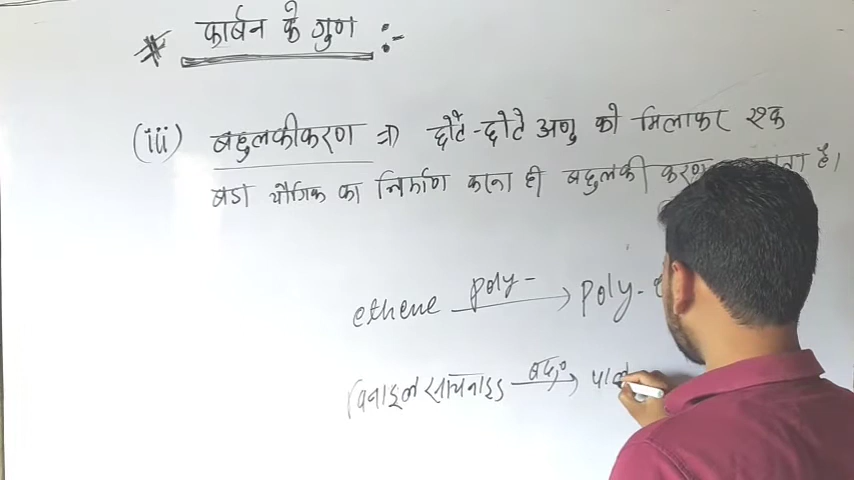 * कार्बन के गुण :-
(iii) बहुलकीकरण ⇒ छोटे-छोटे अणु को मिलाकर एक
बडा यौगिक का निर्माण करना ही बहुलकी करण है।
ethene poly- → poly-
विनाइल सायनाइड बहु० → पाल